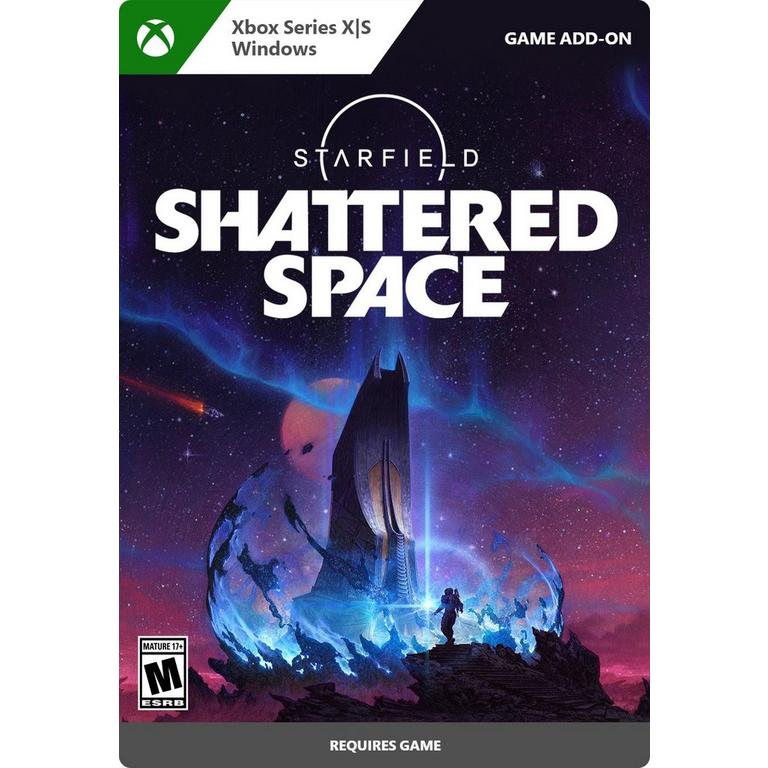 Xbox Series X|S
Windows
GAME ADD-ON
STARFIELD
SHATTERED
SPACE
MATURE 17+
M
ESRB
REQUIRES GAME